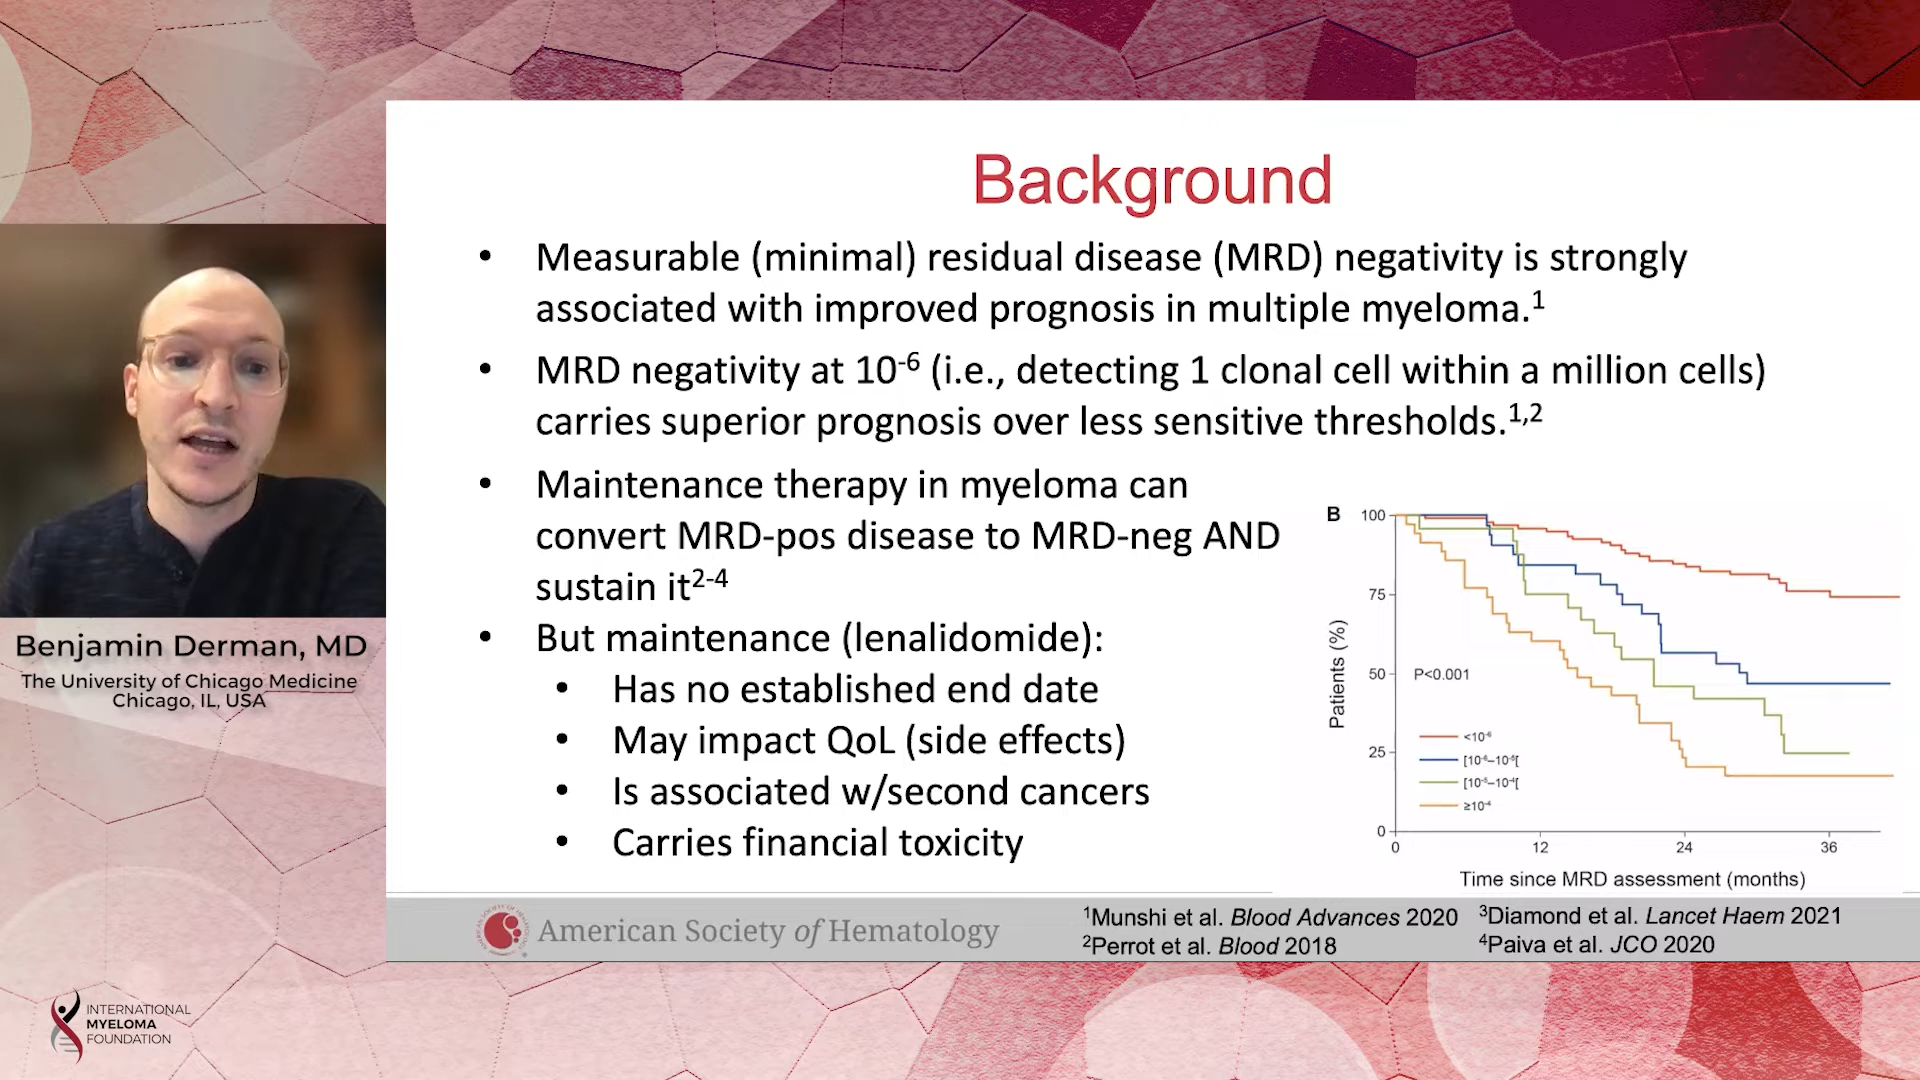 Background
• Measurable (minimal) residual disease (MRD) negativity is strongly
associated with improved prognosis in multiple myeloma.1
• MRD negativity at 10-6 (i.e., detecting 1 clonal cell within a million cells)
carries superior prognosis over less sensitive thresholds.1,2
• Maintenance therapy in myeloma can
convert MRD-pos disease to MRD-neg AND
sustain it2-4
• But maintenance (lenalidomide):
• Has no established end date
• May impact QoL (side effects)
• Is associated w/second cancers
• Carries financial toxicity
B
100
75
50
25
0
Patients (%)
P<0.001
<10-6
[10-6–10-5[
[10-5–10-4[
≥10-4
0 12 24 36
Time since MRD assessment (months)
American Society of Hematology
1Munshi et al. Blood Advances 2020
2Perrot et al. Blood 2018
3Diamond et al. Lancet Haem 2021
4Paiva et al. JCO 2020
Benjamin Derman, MD
The University of Chicago Medicine
Chicago, IL, USA
INTERNATIONAL
MYELOMA
FOUNDATION